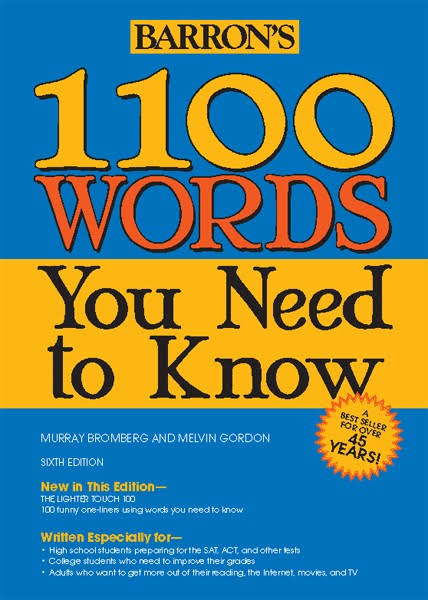 BARRON'S
1100
WORDS
You Need
to Know
A
BEST SELLER
FOR OVER
45
YEARS!
MURRAY BROMBERG AND MELVIN GORDON
SIXTH EDITION
New in This Edition—
THE LIGHTER TOUCH 100
100 funny one-liners using words you need to know
Written Especially for—
• High school students preparing for the SAT, ACT, and other tests
• College students who need to improve their grades
• Adults who want to get more out of their reading, the Internet, movies, and TV